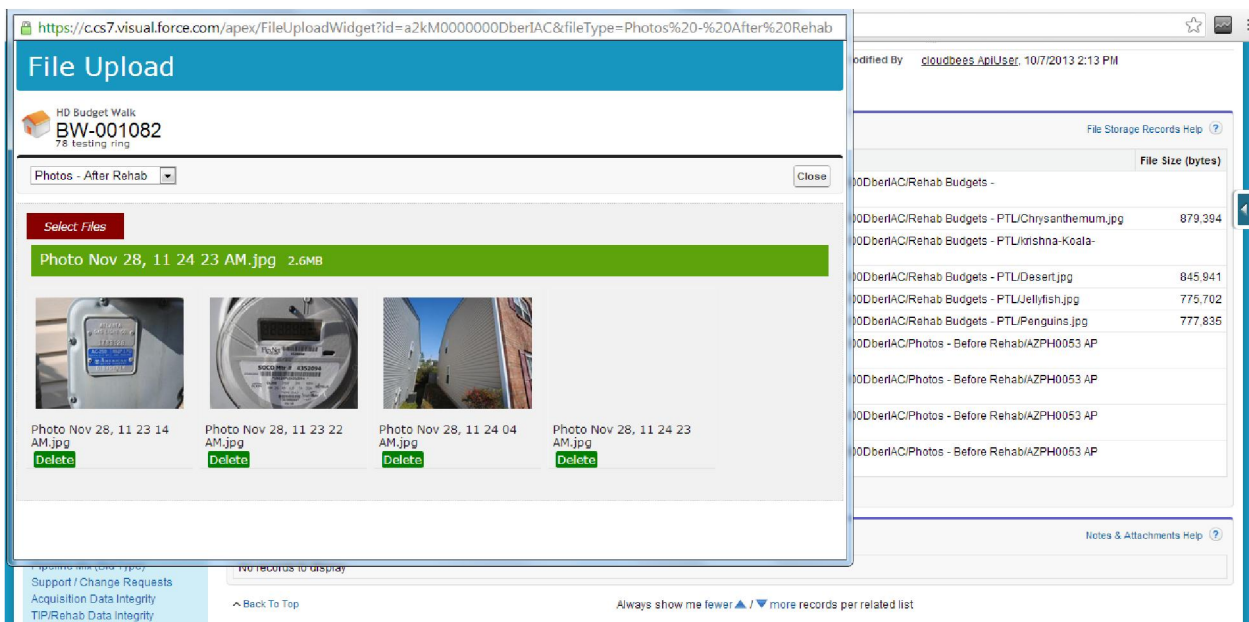 https://c.cs7.visual.force.com/apex/FileUploadWidget?id=a2kM0000000DberIAC&fileType=Photos%20-%20After%20Rehab
File Upload
HD Budget Walk
BW-001082
78 testing ring
Photos - After Rehab
Close
Select Files
Photo Nov 28, 11 24 23 AM.jpg 2.6MB
Photo Nov 28, 11 23 14
AM.jpg
Delete
Photo Nov 28, 11 23 22
AM.jpg
Delete
Photo Nov 28, 11 24 04
AM.jpg
Delete
Photo Nov 28, 11 24 23
AM.jpg
Delete
odified By cloudbees ApiUser, 10/7/2013 2:13 PM
File Storage Records Help ?
File Size (bytes)
00DberIAC/Rehab Budgets -
00DberIAC/Rehab Budgets - PTL/Chrysanthemum.jpg 879,394
00DberIAC/Rehab Budgets - PTL/krishna-Koala-
00DberIAC/Rehab Budgets - PTL/Desert.jpg 845,941
00DberIAC/Rehab Budgets - PTL/Jellyfish.jpg 775,702
00DberIAC/Rehab Budgets - PTL/Penguins.jpg 777,835
00DberIAC/Photos - Before Rehab/AZPH0053 AP
00DberIAC/Photos - Before Rehab/AZPH0053 AP
00DberIAC/Photos - Before Rehab/AZPH0053 AP
00DberIAC/Photos - Before Rehab/AZPH0053 AP
Notes & Attachments Help ?
No records to display
Support / Change Requests
Acquisition Data Integrity
TIP/Rehab Data Integrity
Back To Top
Always show me fewer / more records per related list